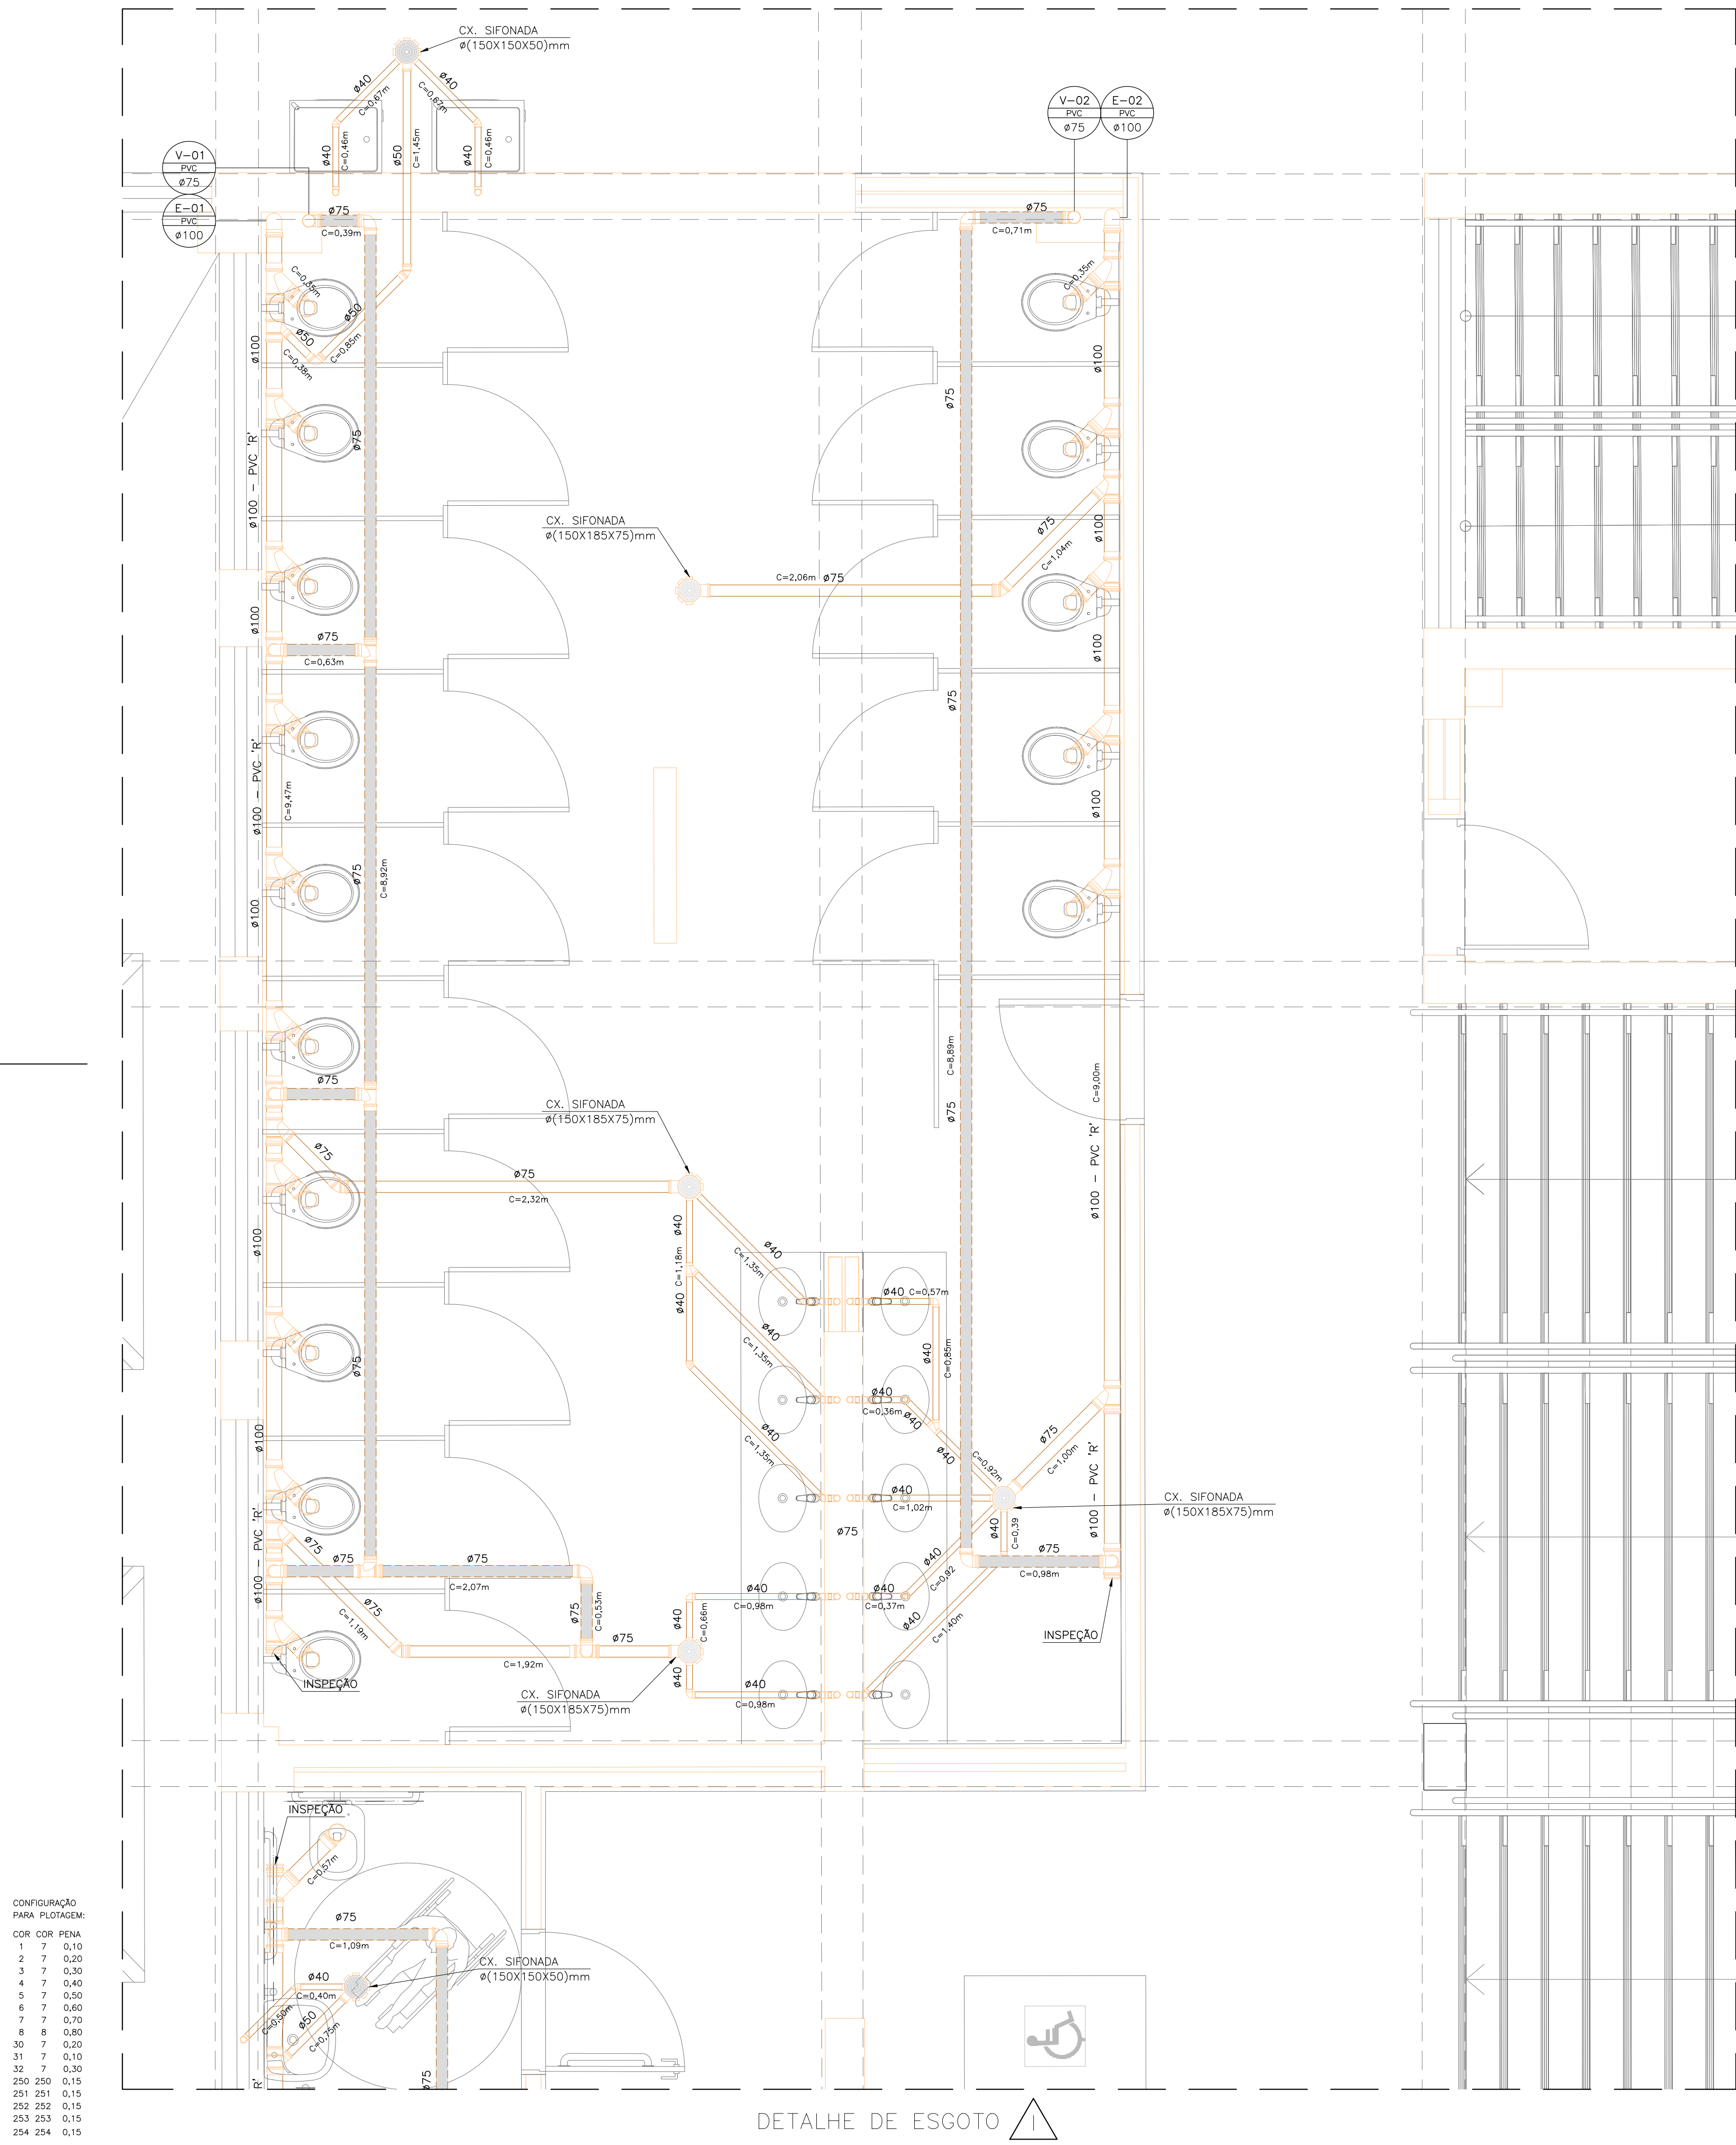 CX. SIFONADA
ø(150X150X50)mm
ø40
C=0,67m
ø40
C=0,67m
ø40
C=0,46m
ø50
C=1,45m
ø40
C=0,46m
V-01
PVC
ø75
E-01
PVC
ø100
V-02
PVC
ø75
E-02
PVC
ø100
ø75
C=0,39m
ø75
C=0,71m
C=0,35m
C=0,35m
ø50
ø50
C=0,85m
C=0,38m
ø100
ø100
ø75
ø75
ø100 - PVC 'R'
CX. SIFONADA
ø(150X185X75)mm
ø75
C=1,04m
ø100
C=2,06m ø75
ø100
ø75
C=0,63m
ø100
ø75
ø100 - PVC 'R'
C=9,47m
ø100
ø75
C=8,92m
ø100
C=8,89m
C=9,00m
ø75
CX. SIFONADA
ø(150X185X75)mm
ø75
ø100 - PVC 'R'
ø75
ø75
C=2,32m
ø100
ø40
C=1,18m
ø40
C=1,35m
ø40
ø40
C=1,35m
ø40 C=0,57m
ø40
C=0,85m
ø75
ø40
C=0,36m
ø40
ø40
C=1,35m
ø40
C=0,92m
ø75
C=1,00m
ø100
ø100 - PVC 'R'
ø40
C=1,02m
CX. SIFONADA
ø(150X185X75)mm
ø75
ø40
C=0,39
ø75
C=0,98m
ø100 - PVC 'R'
ø75
ø75
ø75
C=2,07m
ø75
C=0,53m
ø40
C=0,98m
ø40
C=0,37m
ø40
C=0,92
ø40
C=1,40m
ø75
C=1,19m
ø40
C=0,66m
INSPEÇÃO
ø75
C=1,92m
ø40
ø40
C=0,98m
INSPEÇÃO
CX. SIFONADA
ø(150X185X75)mm
INSPEÇÃO
C=0,57m
ø75
C=1,09m
CX. SIFONADA
ø(150X150X50)mm
ø40
C=0,40m
C=0,50m
ø50
C=0,75m
R'
ø75
CONFIGURAÇÃO
PARA PLOTAGEM:
COR COR PENA
1 7 0,10
2 7 0,20
3 7 0,30
4 7 0,40
5 7 0,50
6 7 0,60
7 7 0,70
8 8 0,80
30 7 0,20
31 7 0,10
32 7 0,30
250 250 0,15
251 251 0,15
252 252 0,15
253 253 0,15
254 254 0,15
DETALHE DE ESGOTO 1